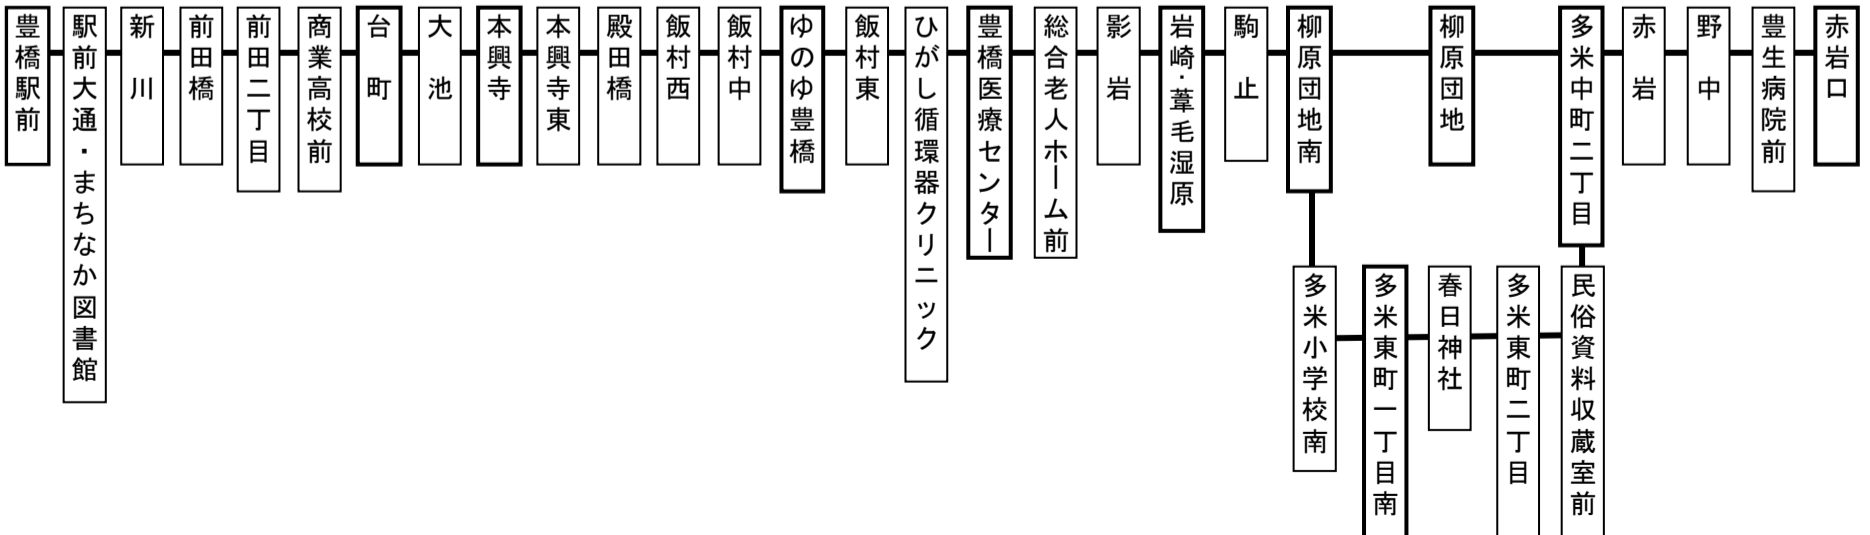 豊橋駅前
駅前大通・まちなか図書館
新川
前田橋
前田二丁目
商業高校前
台町
大池
本興寺
本興寺東
殿田橋
飯村西
飯村中
ゆのゆ豊橋
飯村東
ひがし循環器クリニック
豊橋医療センター
総合老人ホーム前
影岩
岩崎・葦毛湿原
駒止
柳原団地南
柳原団地
多米中町二丁目
赤岩
野中
豊生病院前
赤岩口
多米小学校南
多米東町一丁目南
春日神社
多米東町二丁目
民俗資料収蔵室前